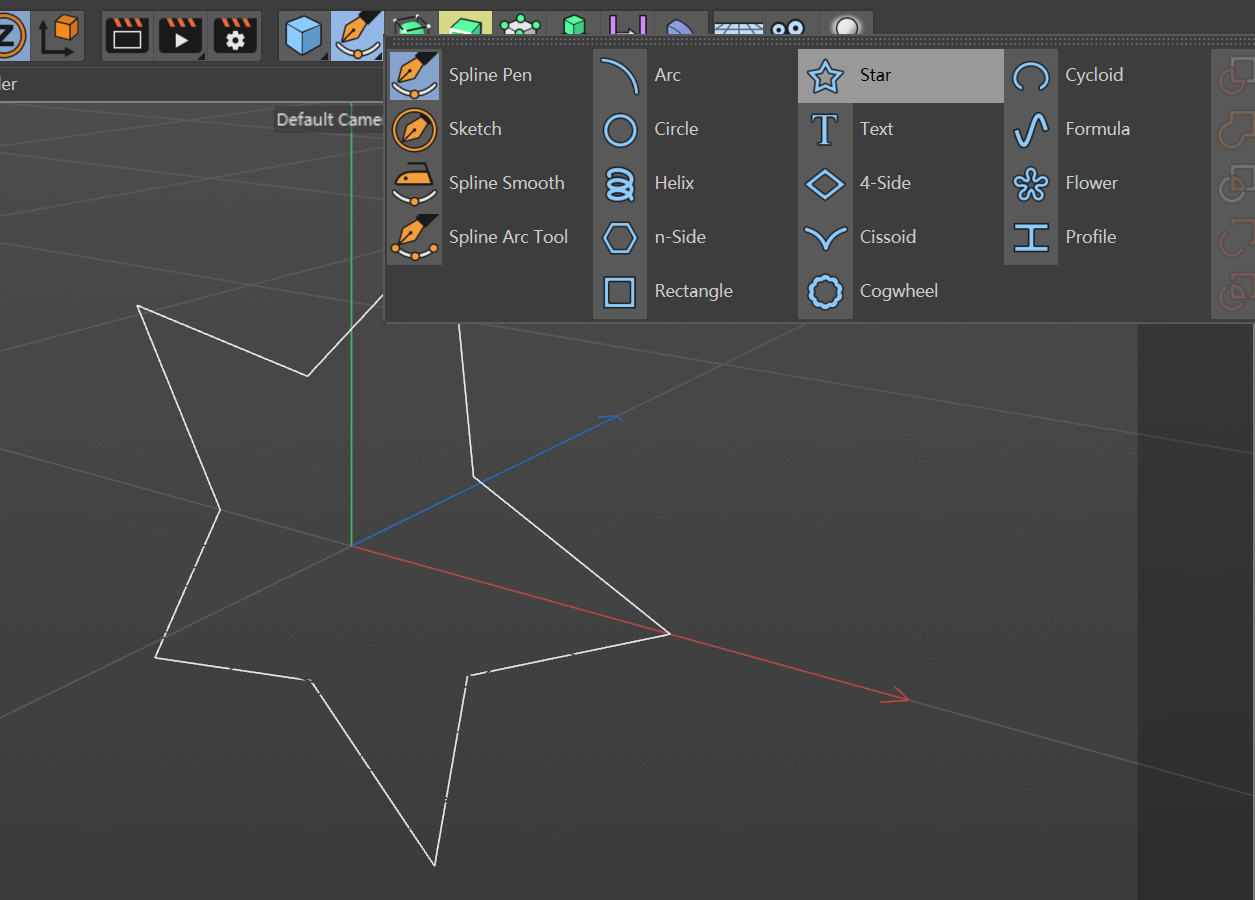 der
Default Came
Spline Pen
Sketch
Spline Smooth
Spline Arc Tool
Arc
Circle
Helix
n-Side
Rectangle
Star
Text
4-Side
Cissoid
Cogwheel
Cycloid
Formula
Flower
Profile